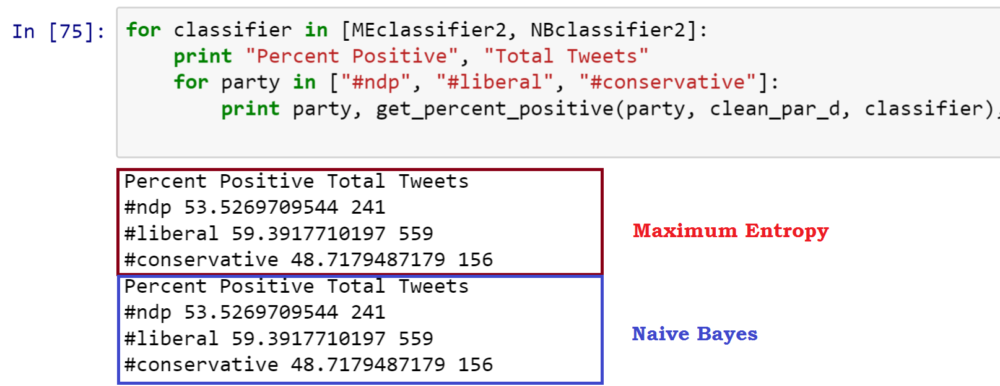 In [75]: for classifier in [MEclassifier2, NBclassifier2]:
print "Percent Positive", "Total Tweets"
for party in ["#ndp", "#liberal", "#conservative"]:
print party, get_percent_positive(party, clean_par_d, classifier),
Percent Positive Total Tweets
#ndp 53.5269709544 241
#liberal 59.3917710197 559
Maximum Entropy
#conservative 48.7179487179 156
Percent Positive Total Tweets
#ndp 53.5269709544 241
#liberal 59.3917710197 559
Naive Bayes
#conservative 48.7179487179 156